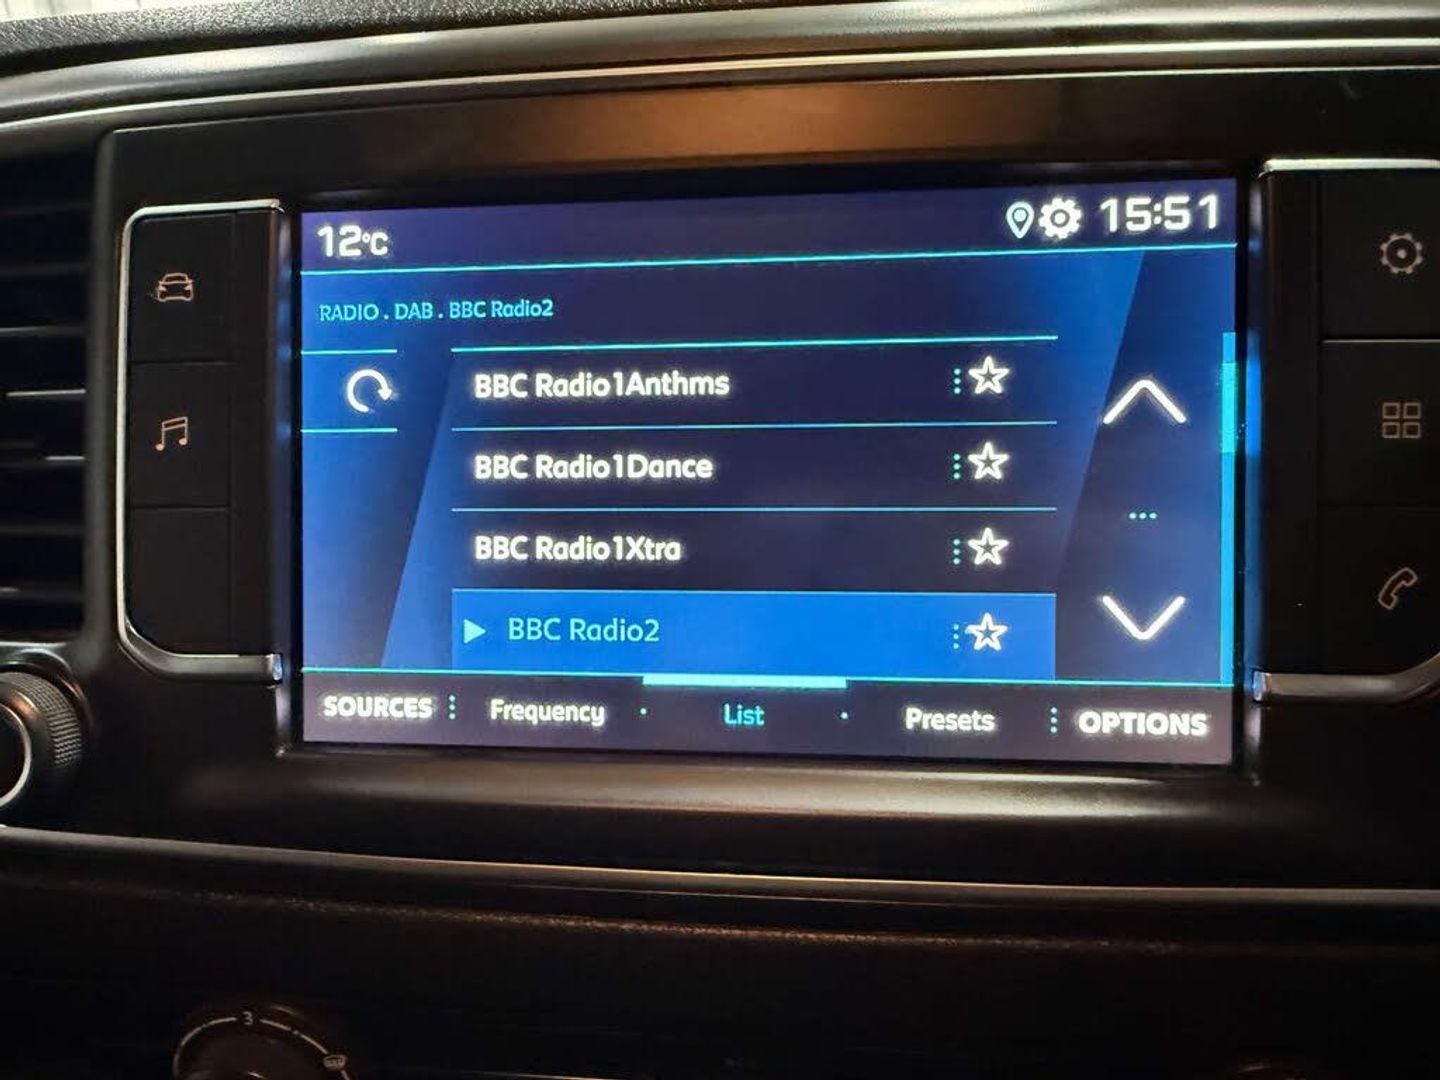 12°C 15:51
RADIO . DAB . BBC Radio2
BBC Radio1Anthms
BBC Radio1Dance
BBC Radio1Xtra
BBC Radio2
SOURCES Frequency List Presets OPTIONS
3